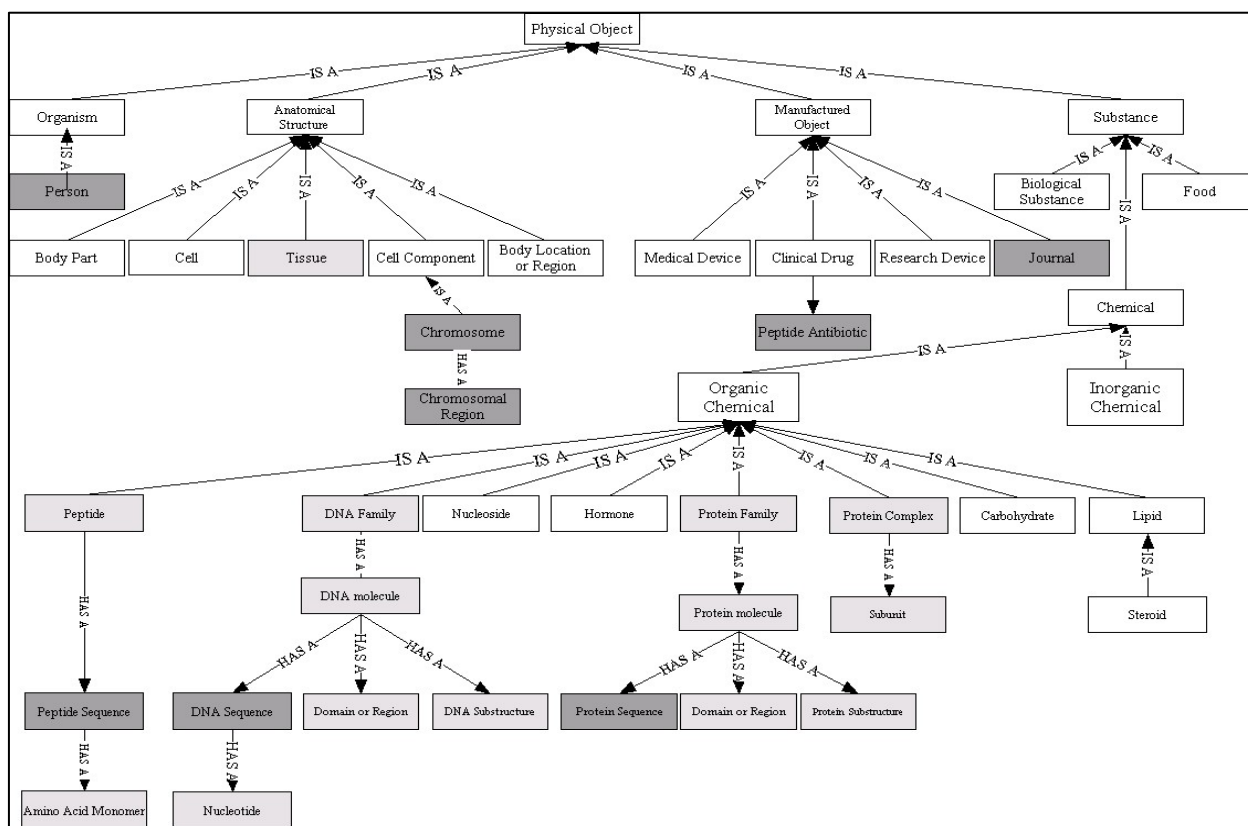 Physical Object
IS A
IS A
IS A
IS A
Organism
Anatomical
Structure
Manufactured
Object
Substance
IS A
IS A
IS A
IS A
IS A
IS A
IS A
IS A
IS A
IS A
IS A
IS A
IS A
Person
Biological
Substance
Food
IS A
Body Part
Cell
Tissue
Cell Component
Body Location
or Region
Medical Device
Clinical Drug
Research Device
Journal
IS A
Chemical
Chromosome
Peptide Antibiotic
HAS A
IS A
IS A
Chromosomal
Region
Organic
Chemical
Inorganic
Chemical
IS A
IS A
IS A
IS A
IS A
IS A
IS A
IS A
Peptide
DNA Family
Nucleoside
Hormone
Protein Family
Protein Complex
Carbohydrate
Lipid
HAS A
HAS A
HAS A
IS A
DNA molecule
Protein molecule
Subunit
Steroid
HAS A
HAS A
HAS A
HAS A
HAS A
HAS A
HAS A
Peptide Sequence
DNA Sequence
Domain or Region
DNA Substructure
Protein Sequence
Domain or Region
Protein Substructure
HAS A
HAS A
Amino Acid Monomer
Nucleotide